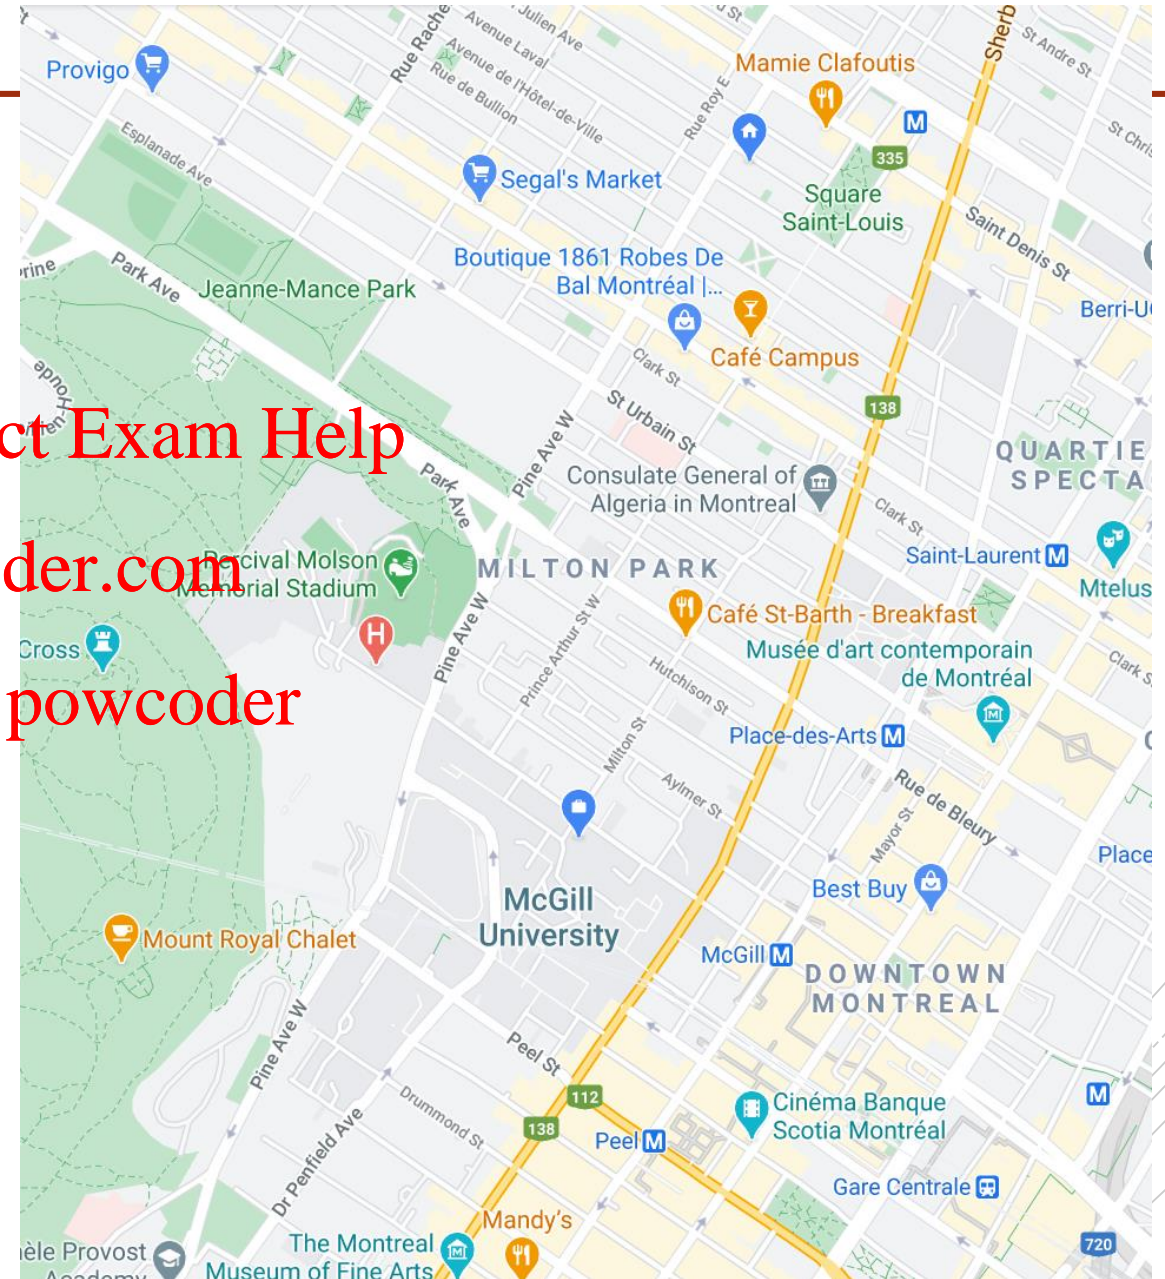 Provigo
Rue Rache
Avenue Laval
Julien Ave
Avenue de l'Hôtel-de-Ville
Rue de Bullion
Rue Roy E
Mamie Clafoutis
Sherb
St Andre St
St Chris
M
335
Esplanade Ave
Segal's Market
Square
Saint-Louis
Saint Denis St
Boutique 1861 Robes De
Bal Montréal |...
Park Ave
Jeanne-Mance Park
Berri-U
Café Campus
Clark St
St Urbain St
138
ct Exam Help
Pine Ave W
Park Ave
QUARTIE
SPECTA
Consulate General of
Algeria in Montreal
Clark St
Saint-Laurent M
Mtelus
der.com
Percival Molson
Memorial Stadium
MILTON PARK
H
Café St-Barth - Breakfast
Cross
Pine Ave W
Prince Arthur St W
Hutchison St
Musée d'art contemporain
de Montréal
Clark S
powcoder
Milton St
Place-des-Arts M
Aylmer St
Rue de Bleury
Mayor St
Place
McGill
University
Best Buy
Mount Royal Chalet
McGill M
DOWNTOWN
MONTREAL
Pine Ave W
Peel St
112
Drummond St
138
Peel M
Cinéma Banque
Scotia Montréal
M
Dr Penfield Ave
Gare Centrale
Mandy's
The Montreal
Museum of Fine Arts
èle Provost
Academy
720